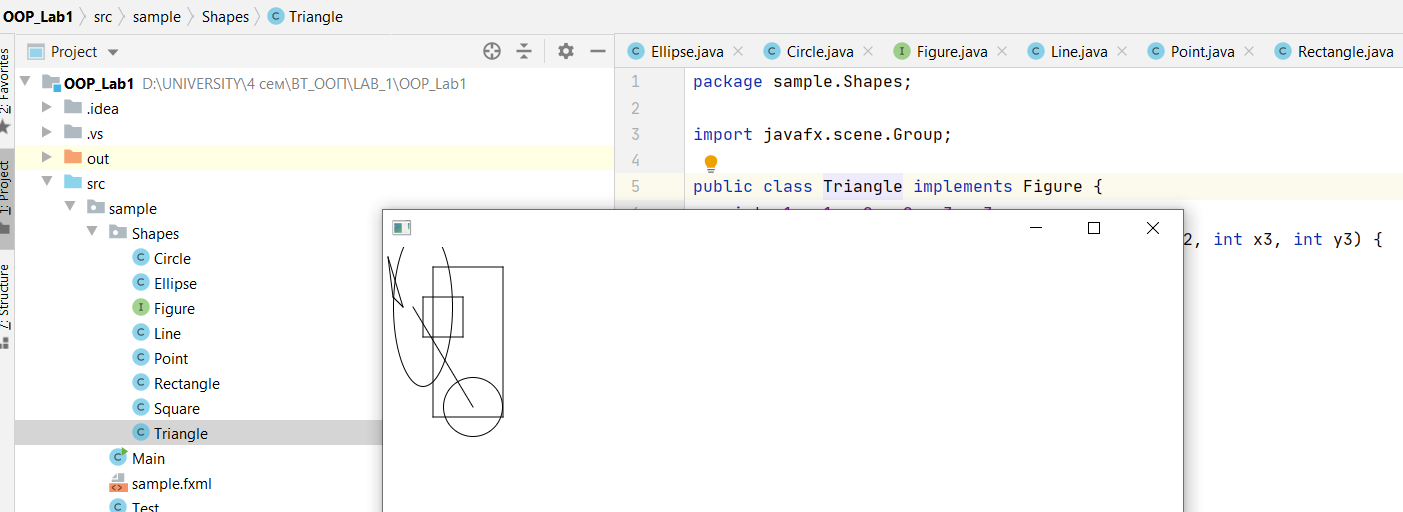 OOP_Lab1 src sample Shapes Triangle
Project
Ellipse.java Circle.java Figure.java Line.java Point.java Rectangle.java
2: Favorites
1: Project
7: Structure
OOP_Lab1 D:\UNIVERSITY\4 сем\ВТ_ООП\LAB_1\OOP_Lab1
.idea
.vs
out
src
sample
Shapes
Circle
Ellipse
Figure
Line
Point
Rectangle
Square
Triangle
Main
sample.fxml
Test
1 package sample.Shapes;
2
3 import javafx.scene.Group;
4
5 public class Triangle implements Figure {
2, int x3, int y3) {